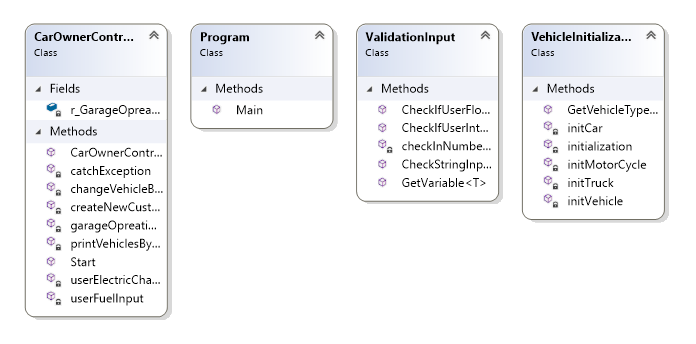 CarOwnerContr...
Class
Fields
r_GarageOprea...
Methods
CarOwnerContr...
catchException
changeVehicleB...
createNewCust...
garageOpreati...
printVehiclesBy...
Start
userElectricCha...
userFuelInput
Program
Class
Methods
Main
ValidationInput
Class
Methods
CheckIfUserFlo...
CheckIfUserInt...
checkInNumbe...
CheckStringInp...
GetVariable<T>
VehicleInitializa...
Class
Methods
GetVehicleType...
initCar
initialization
initMotorCycle
initTruck
initVehicle